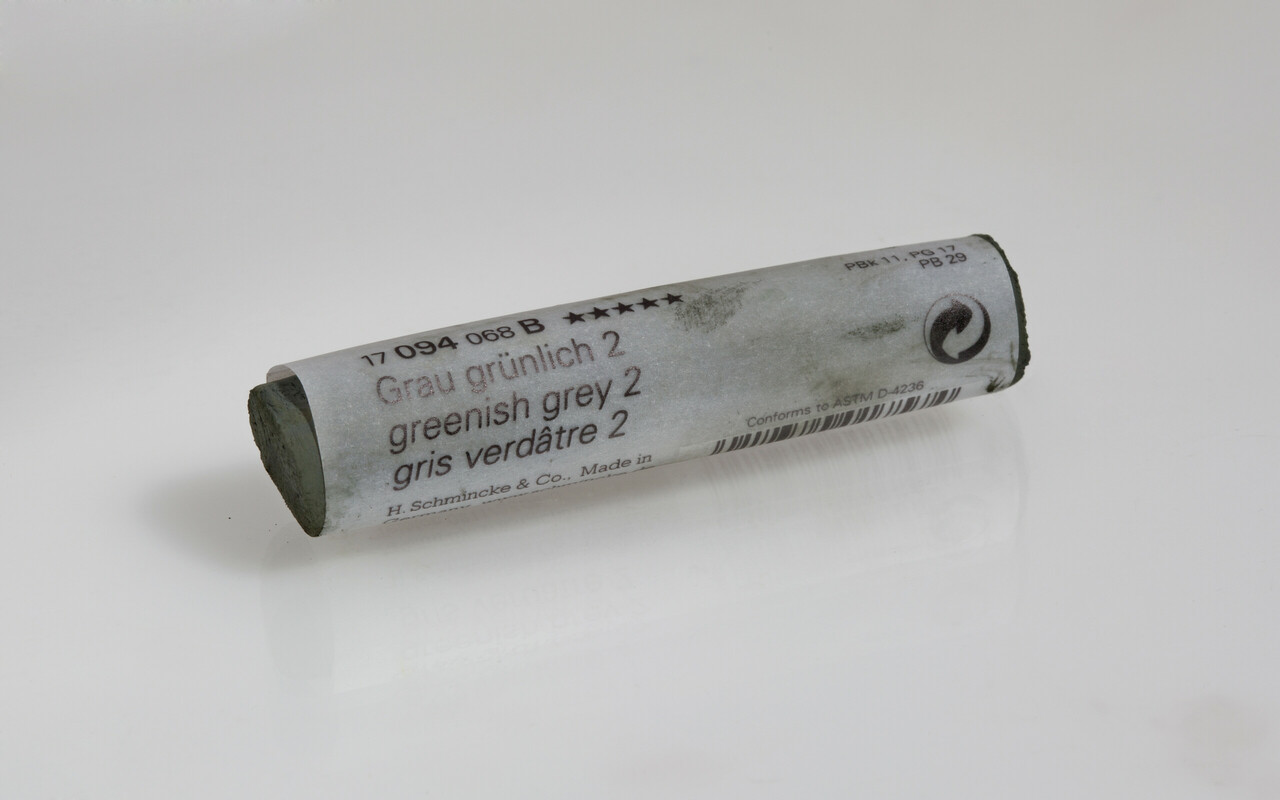 17 094 068 B ★★★★★
Grau grünlich 2
greenish grey 2
gris verdâtre 2
H. Schmincke & Co., Made in
Germany
PBk 11, PG 17
PB 29
Conforms to ASTM D-4236